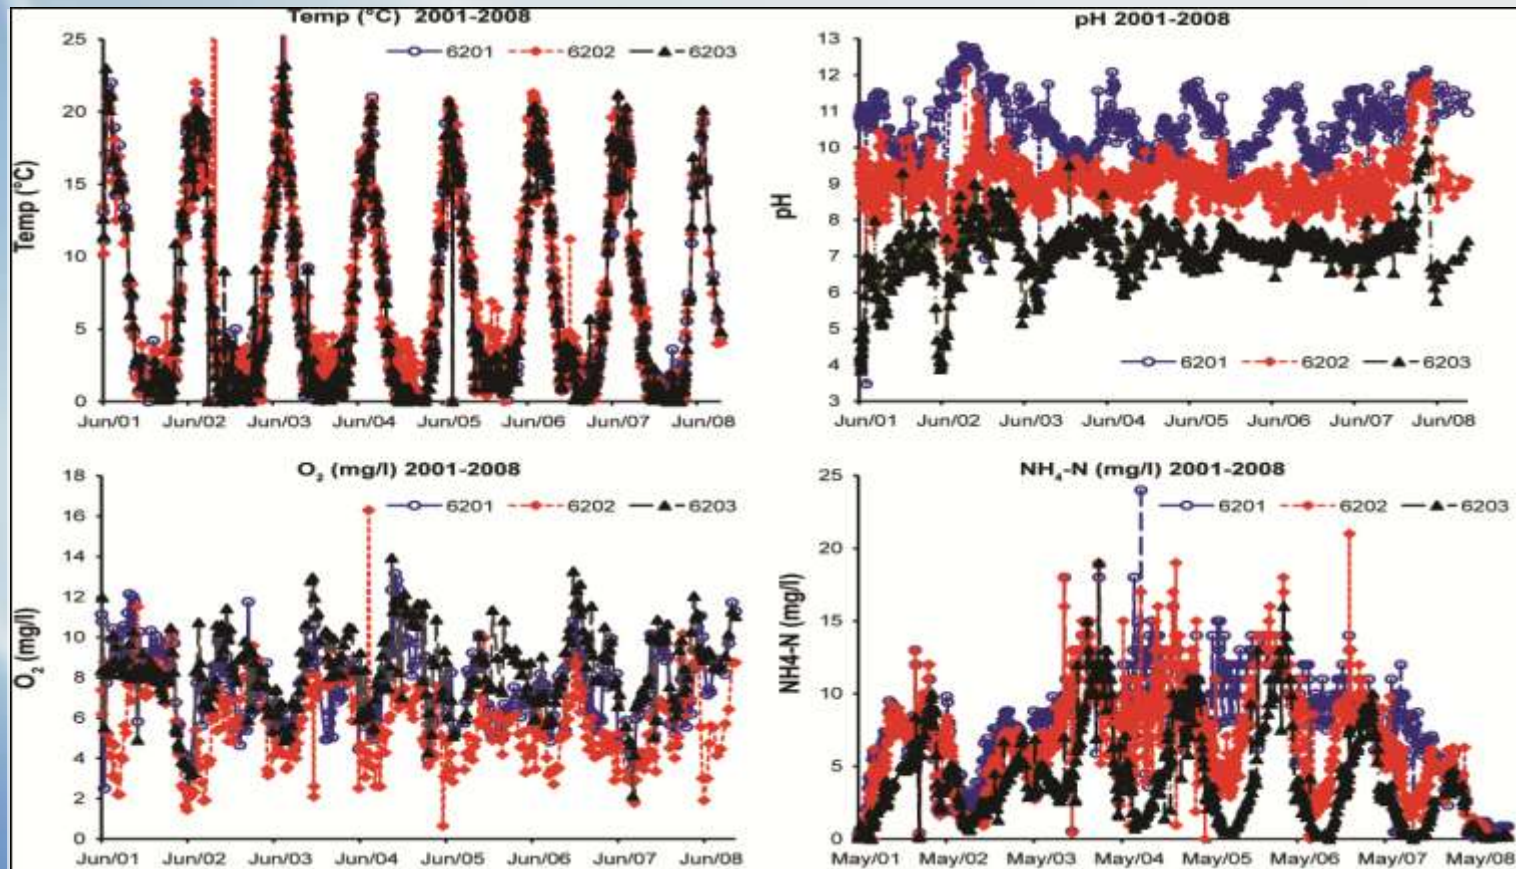 Temp (°C) 2001-2008
6201 6202 6203
25
20
15
10
5
0
Temp (°C)
Jun/01 Jun/02 Jun/03 Jun/04 Jun/05 Jun/06 Jun/07 Jun/08
pH 2001-2008
13
12
11
10
9
8
7
6
5
4
3
pH
6201 6202 6203
Jun/01 Jun/02 Jun/03 Jun/04 Jun/05 Jun/06 Jun/07 Jun/08
O₂ (mg/l) 2001-2008
6201 6202 6203
18
16
14
12
10
8
6
4
2
0
O₂ (mg/l)
Jun/01 Jun/02 Jun/03 Jun/04 Jun/05 Jun/06 Jun/07 Jun/08
NH₄-N (mg/l) 2001-2008
6201 6202 6203
25
20
15
10
5
0
NH4-N (mg/l)
May/01 May/02 May/03 May/04 May/05 May/06 May/07 May/08